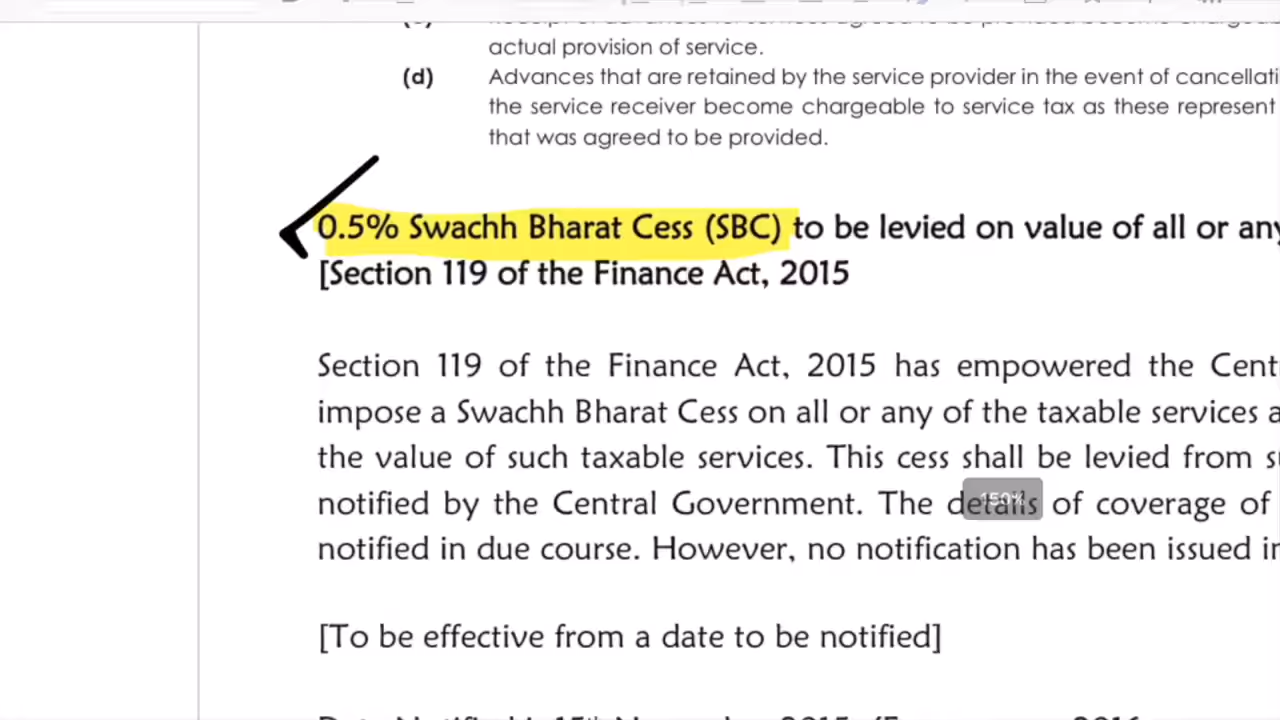 actual provision of service.
(d) Advances that are retained by the service provider in the event of
the service receiver become chargeable to service tax as these represent
that was agreed to be provided.
0.5% Swachh Bharat Cess (SBC) to be levied on value of all or any
[Section 119 of the Finance Act, 2015
Section 119 of the Finance Act, 2015 has empowered the
impose a Swachh Bharat Cess on all or any of the taxable services
the value of such taxable services. This cess shall be levied from
notified by the Central Government. The details of coverage of
150%
notified in due course. However, no notification has been issued
[To be effective from a date to be notified]